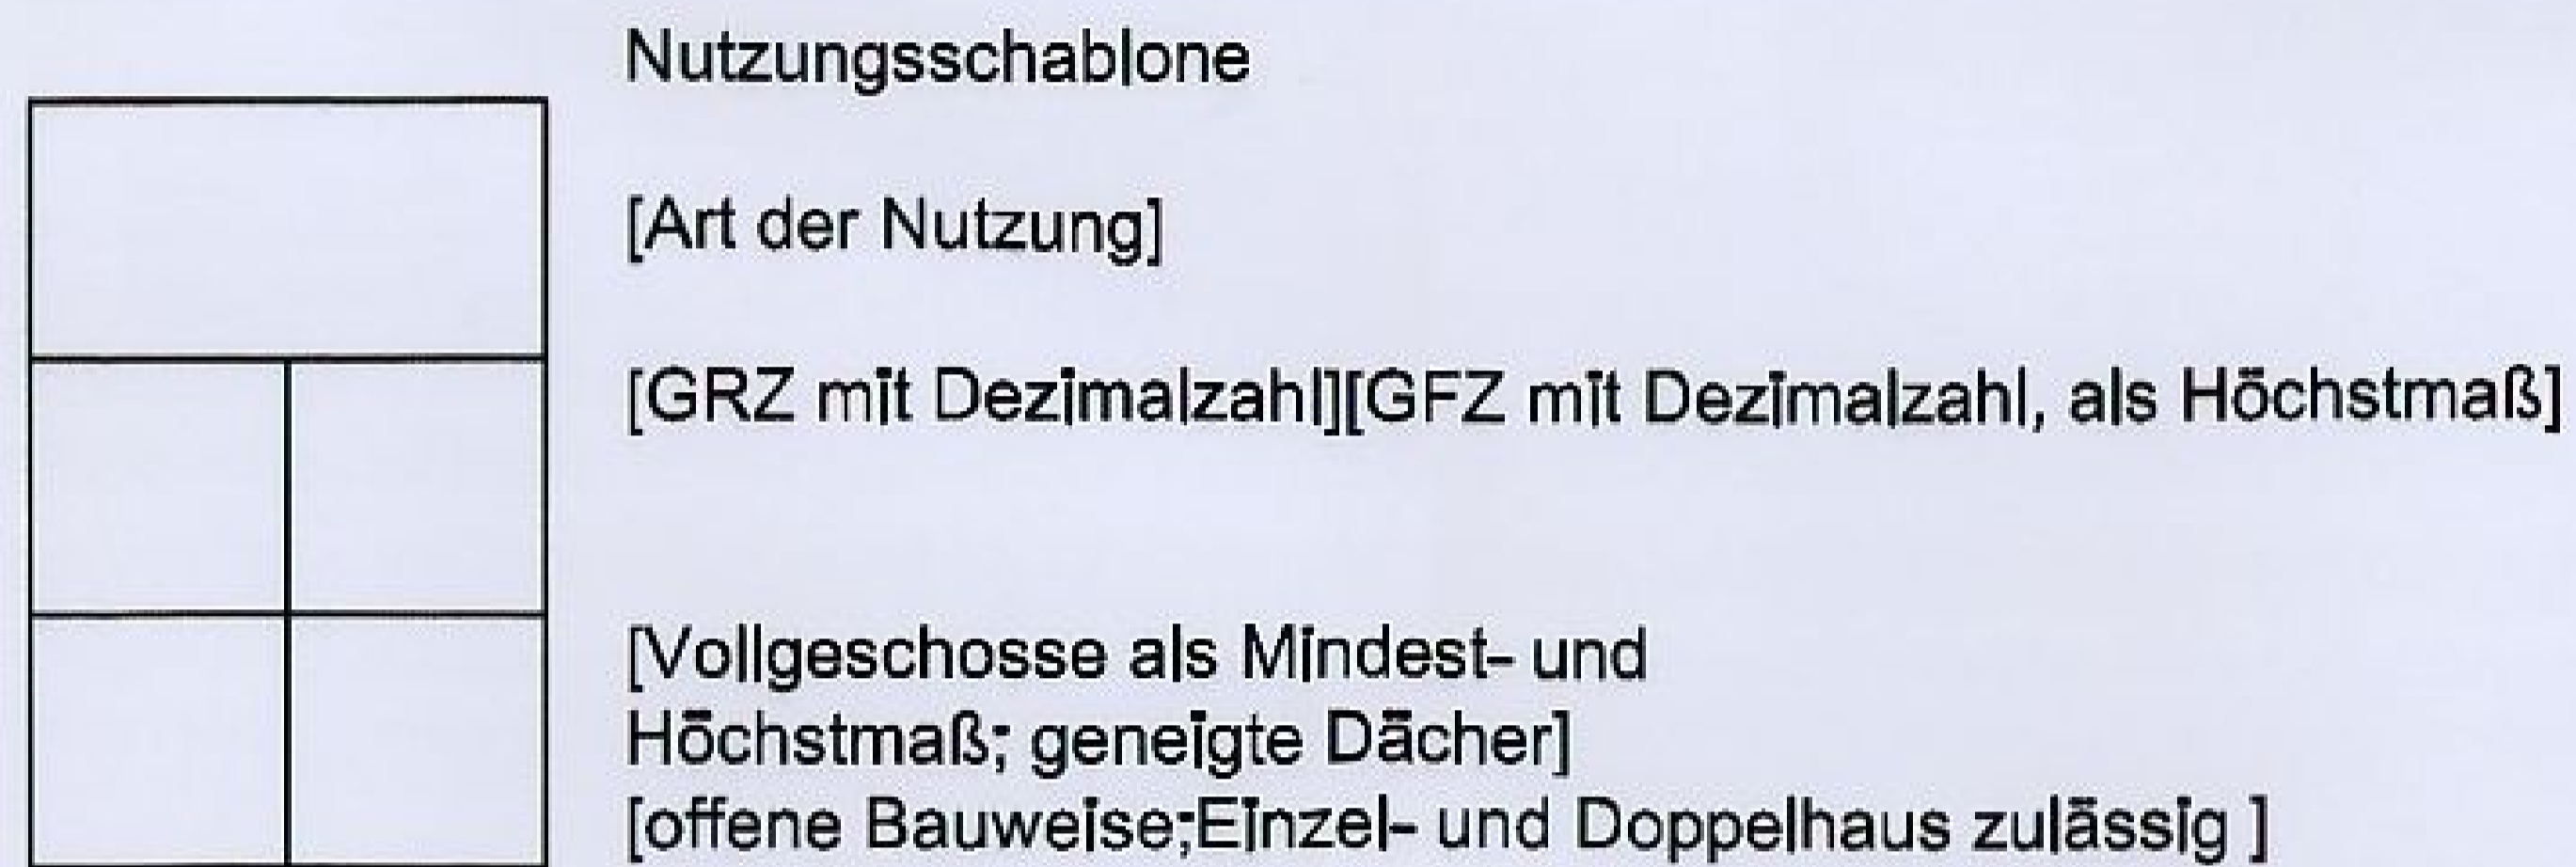 Nutzungsschablone
[Art der Nutzung]
[GRZ mit Dezimalzahl][GFZ mit Dezimalzahl, als Höchstmaß]
[Vollgeschosse als Mindest- und
Höchstmaß; geneigte Dächer]
[offene Bauweise;Einzel- und Doppelhaus zulässig ]